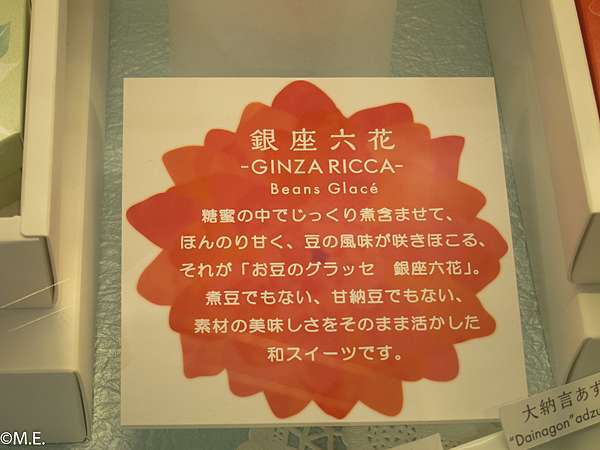 銀座六花
-GINZA RICCA-
Beans Glacé
糖蜜の中でじっくり煮含ませて、
ほんのり甘く、豆の風味が咲きほこる、
それが「お豆のグラッセ　銀座六花」。
煮豆でもない、甘納豆でもない、
素材の美味しさをそのまま活かした
和スイーツです。
大納言あず
"Dainagon"adzu
©M.E.